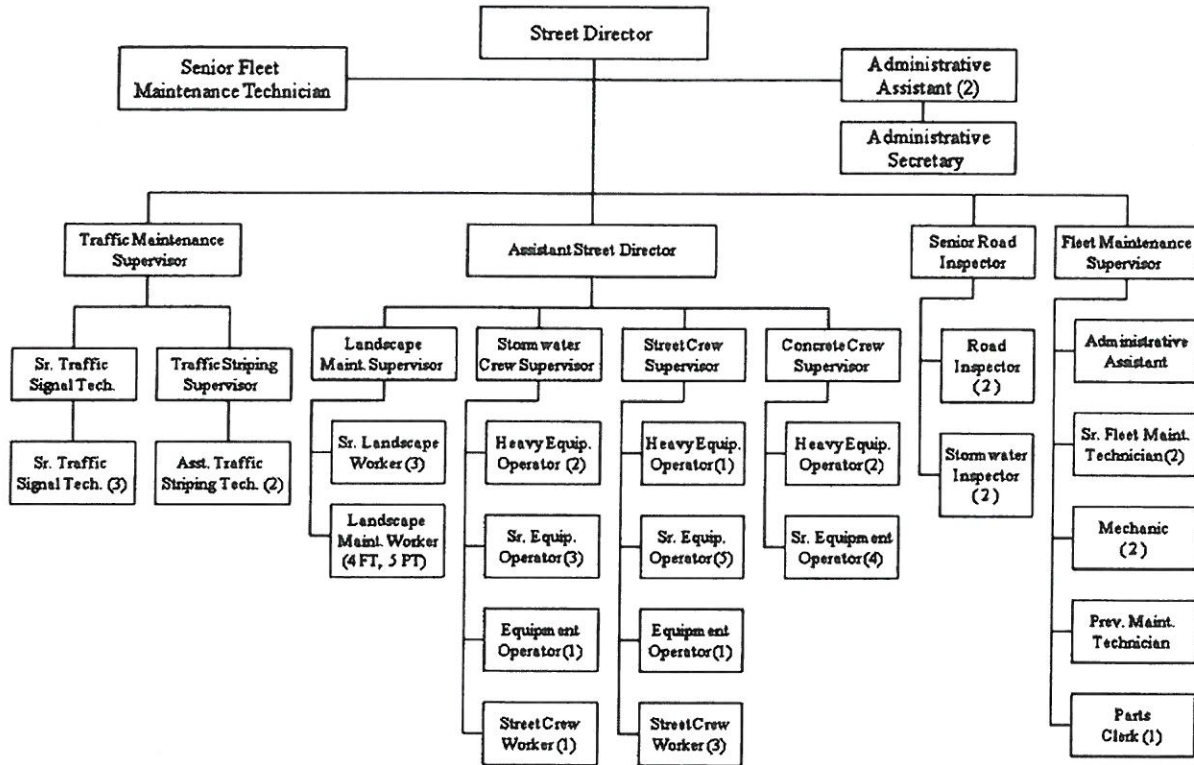 Street Director
Senior Fleet
Maintenance Technician
Administrative
Assistant (2)
Administrative
Secretary
Traffic Maintenance
Supervisor
Assistant Street Director
Senior Road
Inspector
Fleet Maintenance
Supervisor
Sr. Traffic
Signal Tech.
Traffic Striping
Supervisor
Landscape
Maint. Supervisor
Stormwater
Crew Supervisor
Street Crew
Supervisor
Concrete Crew
Supervisor
Road
Inspector
(2)
Administrative
Assistant
Sr. Traffic
Signal Tech. (3)
Asst. Traffic
Striping Tech. (2)
Sr. Landscape
Worker (3)
Heavy Equip.
Operator (2)
Heavy Equip.
Operator (1)
Heavy Equip.
Operator (2)
Stormwater
Inspector
(2)
Sr. Fleet Maint.
Technician (2)
Landscape
Maint. Worker
(4 FT, 5 PT)
Sr. Equip.
Operator (3)
Sr. Equip.
Operator (5)
Sr. Equipment
Operator (4)
Mechanic
(2)
Equipment
Operator (1)
Equipment
Operator (1)
Prev. Maint.
Technician
Street Crew
Worker (1)
Street Crew
Worker (3)
Parts
Clerk (1)